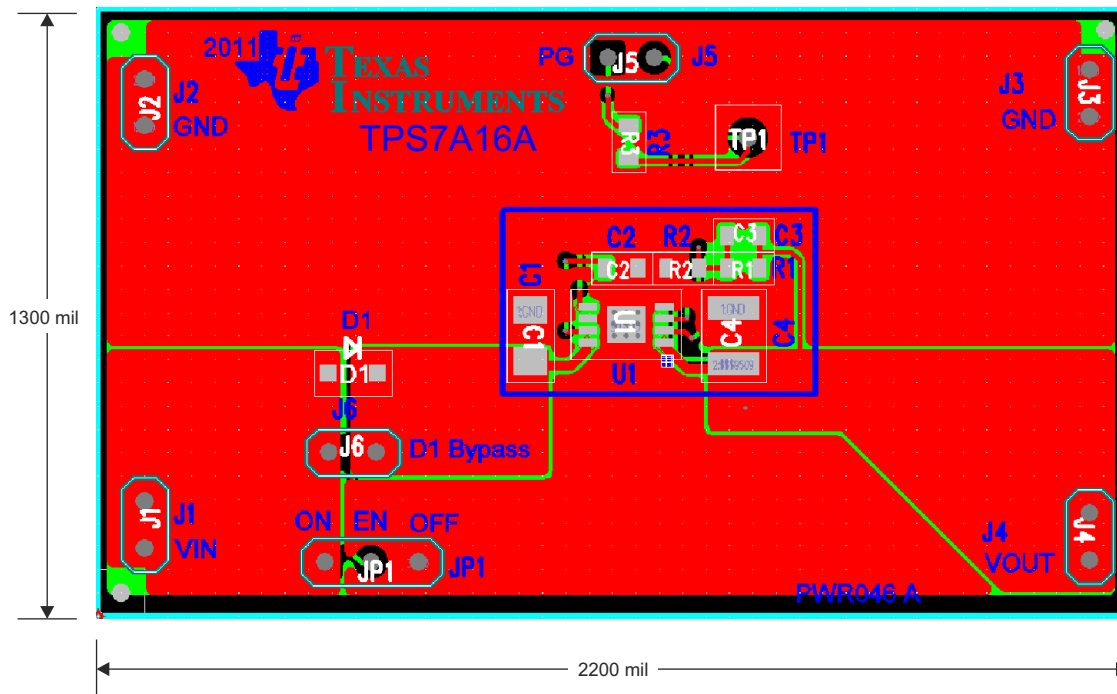 1300 mil
2011
TEXAS
INSTRUMENTS
TPS7A16A
J2
J2
GND
PG
J5
J5
R3
R3
TP1
TP1
J3
J3
GND
C2
R2
C3
C3
C1
C2
R2
R1
R1
1GND
C1
U1
1GND
C4
C4
U1
D1
D1
J6
J6
D1 Bypass
J1
J1
VIN
ON
EN
OFF
JP1
JP1
J4
J4
VOUT
PWR046 A
2200 mil